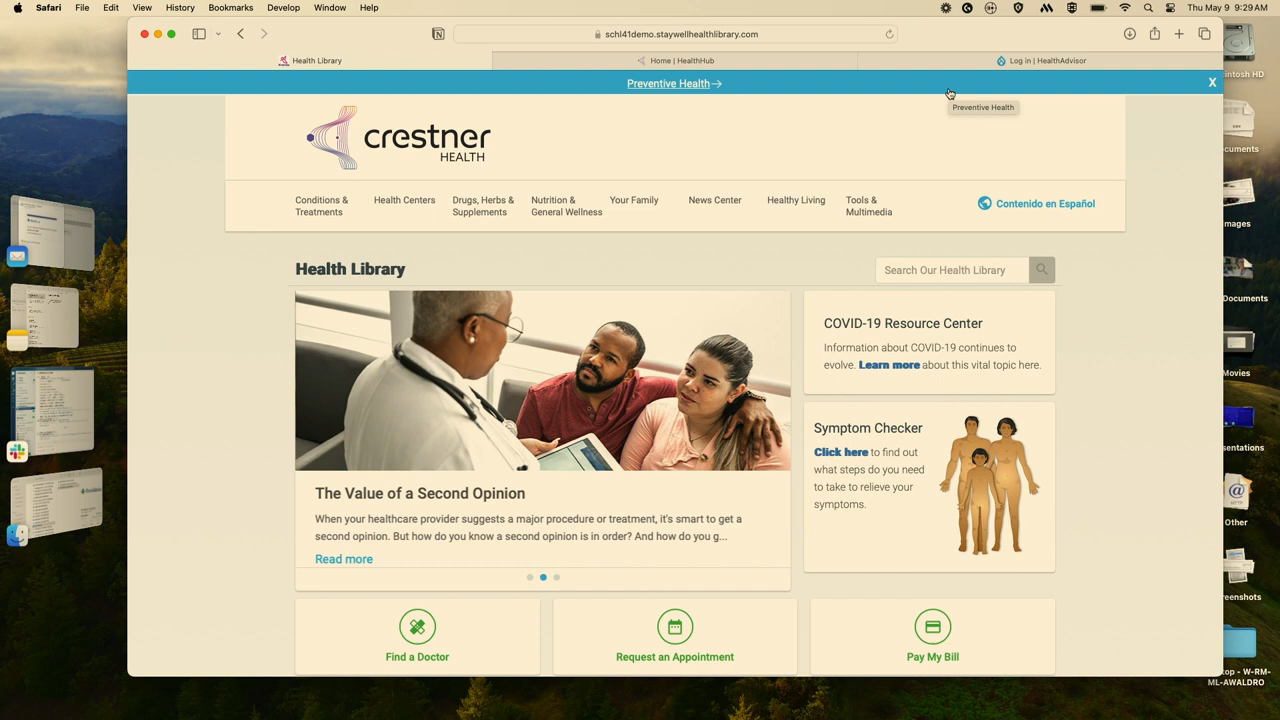 Safari File Edit View History Bookmarks Develop Window Help
Thu May 9 9:29 AM
schl41demo.staywellhealthlibrary.com
Health Library
Home | HealthHub
Log in | HealthAdvisor
Preventive Health→
X
Preventive Health
crestner
HEALTH
Conditions &
Treatments
Health Centers
Drugs, Herbs &
Supplements
Nutrition &
General Wellness
Your Family
News Center
Healthy Living
Tools &
Multimedia
Contenido en Español
Health Library
Search Our Health Library
COVID-19 Resource Center
Information about COVID-19 continues to
evolve. Learn more about this vital topic here.
Symptom Checker
Click here to find out
what steps do you need
to take to relieve your
symptoms.
The Value of a Second Opinion
When your healthcare provider suggests a major procedure or treatment, it's smart to get a
second opinion. But how do you know a second opinion is in order? And how do you g...
Read more
Find a Doctor
Request an Appointment
Pay My Bill
intosh HD
cuments
mages
Documents
Movies
sentations
Other
eenshots
top - W-RM-
ML-AWALDRO